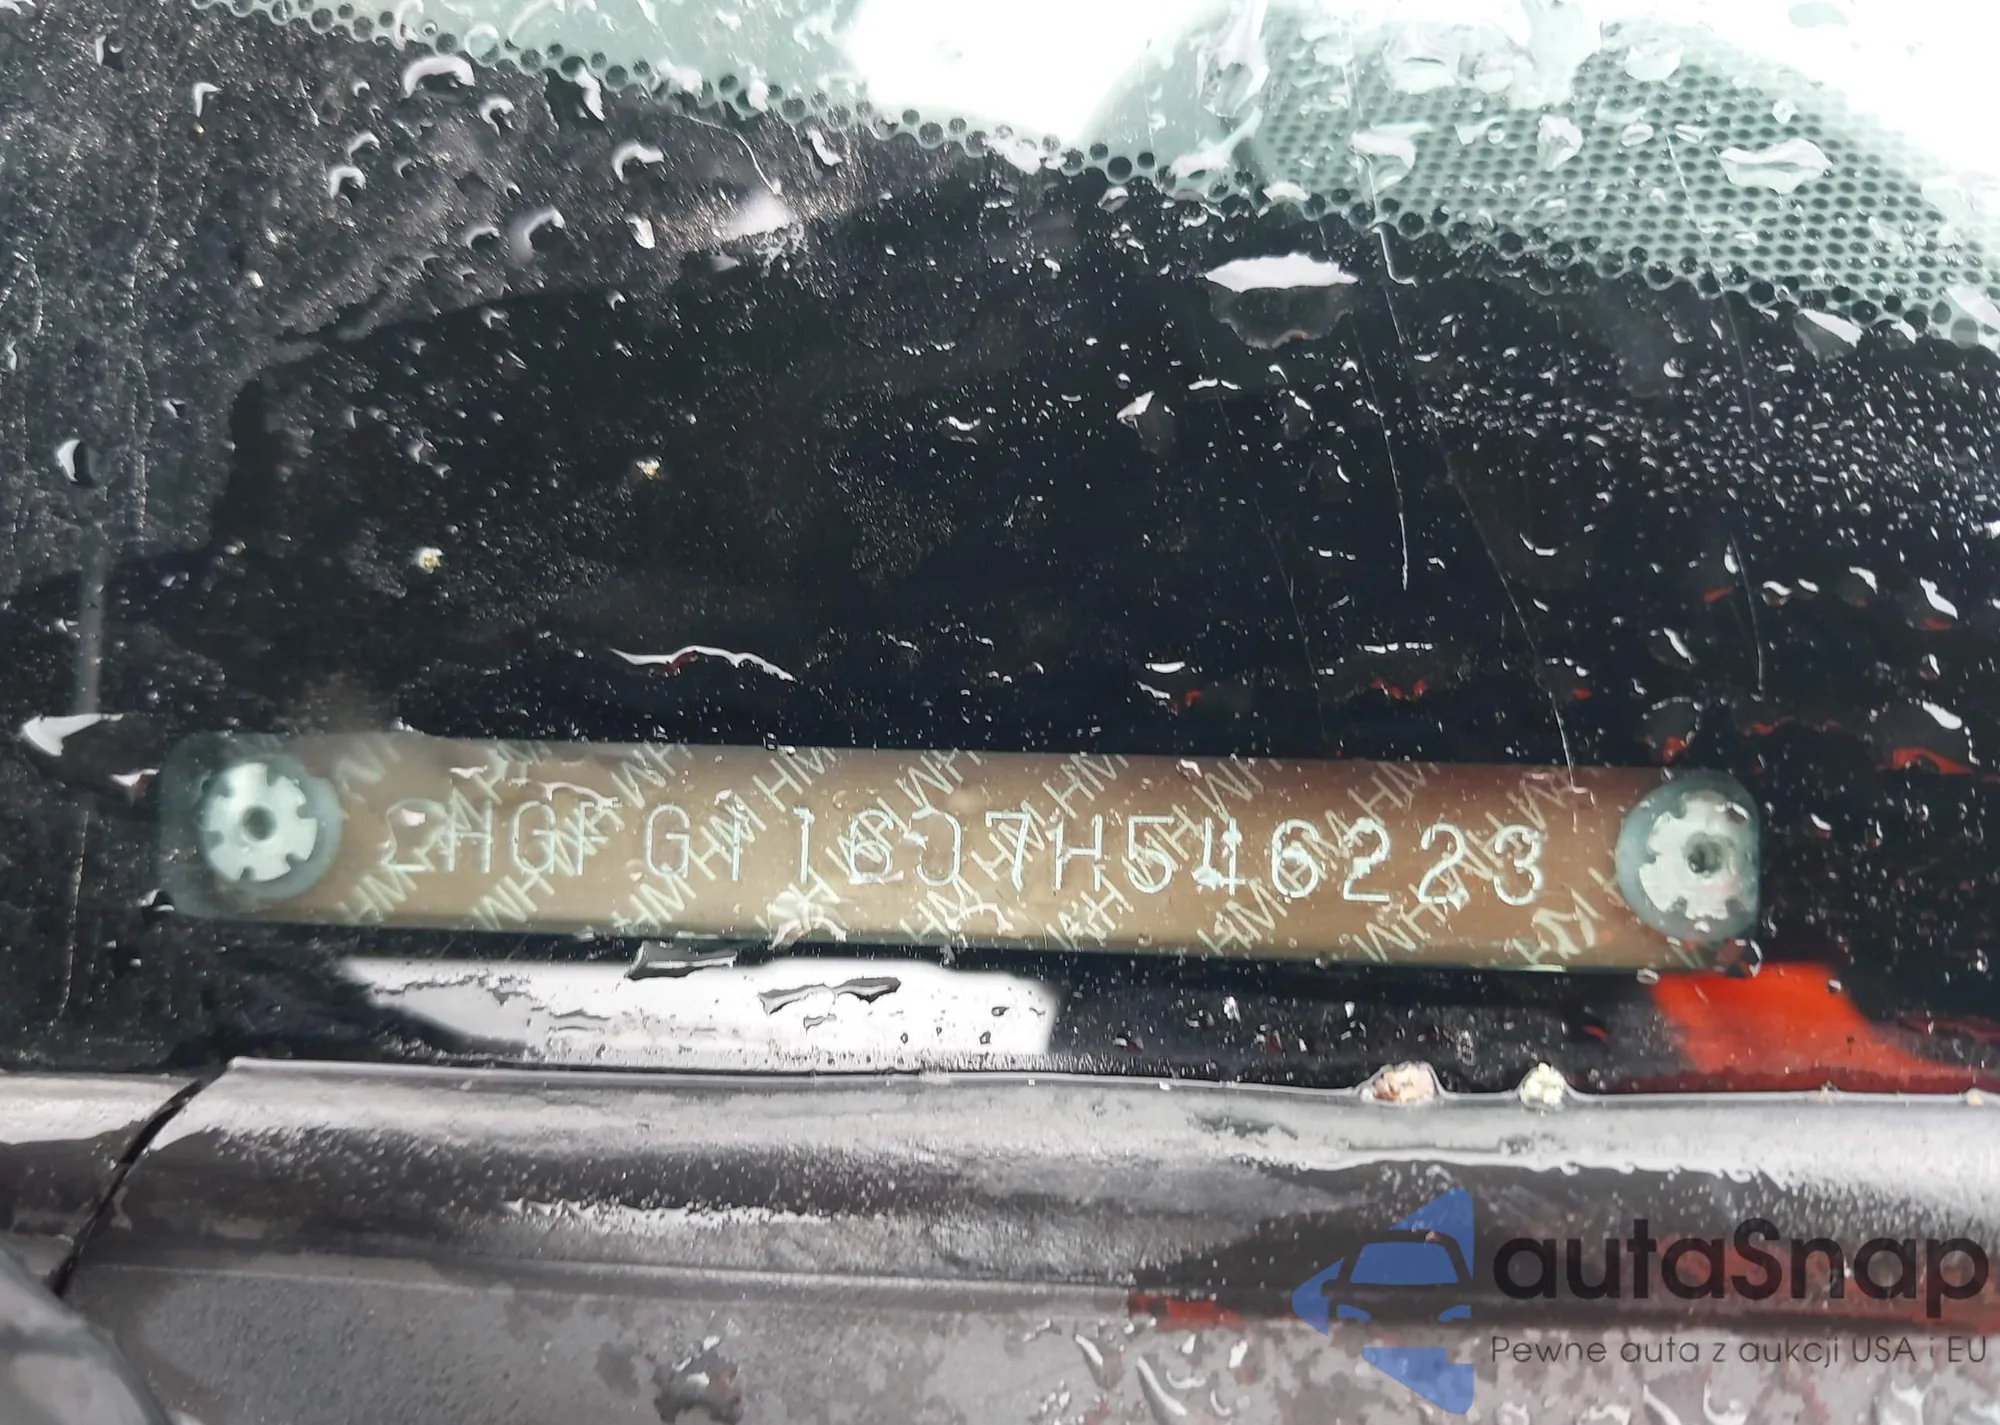 2HGFG11607H546223
autaSnap
Pewne auta z aukcji USA i EU